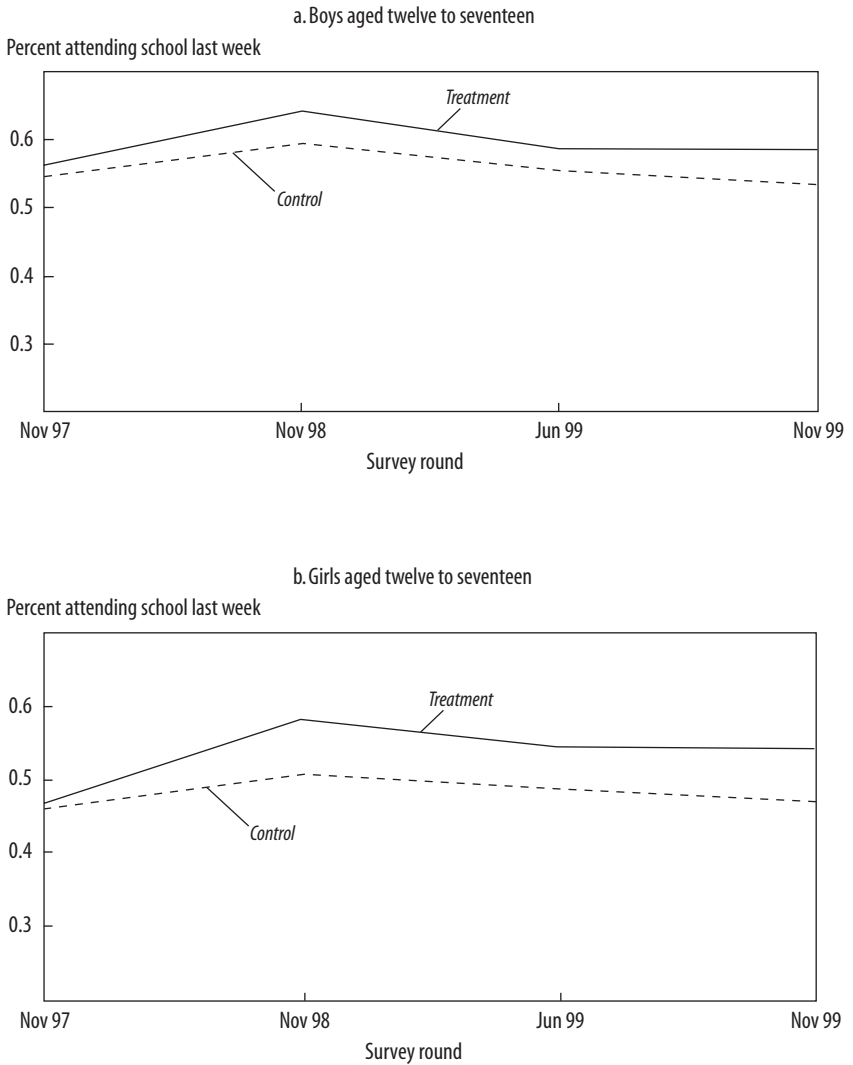 a. Boys aged twelve to seventeen
Percent attending school last week
Treatment
0.6
Control
0.5
0.4
0.3
Nov 97 Nov 98 Jun 99 Nov 99
Survey round
b. Girls aged twelve to seventeen
Percent attending school last week
Treatment
0.6
0.5
Control
0.4
0.3
Nov 97 Nov 98 Jun 99 Nov 99
Survey round